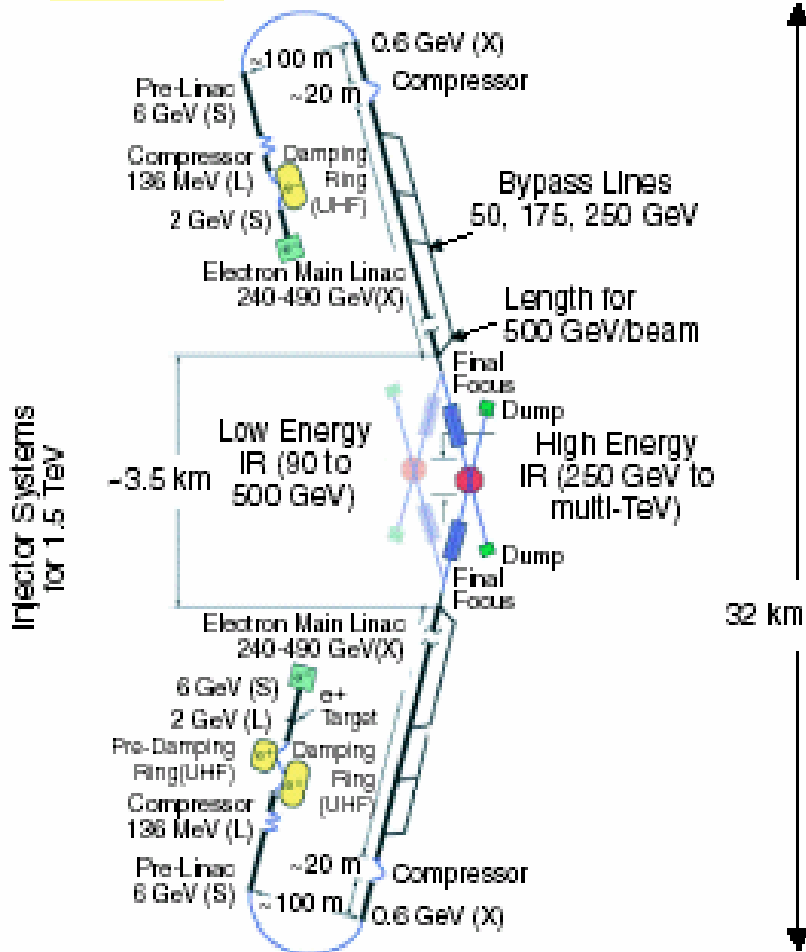 0.6 GeV (X)
~100 m
Compressor
Pre-Linac
6 GeV (S)
~20 m
Compressor
136 MeV (L)
Damping
Ring
(UHF)
2 GeV (S)
Bypass Lines
50, 175, 250 GeV
Electron Main Linac
240-490 GeV(X)
Length for
500 GeV/beam
Final
Focus
Dump
Low Energy
IR (90 to
500 GeV)
High Energy
IR (250 GeV to
multi-TeV)
~3.5 km
Injector Systems
for 1.5 TeV
Dump
Final
Focus
32 km
Electron Main Linac
240-490 GeV(X)
6 GeV (S)
e+
Target
2 GeV (L)
Pre-Damping
Ring(UHF)
Damping
Ring
(UHF)
Compressor
136 MeV (L)
~20 m
Compressor
Pre-Linac
6 GeV (S)
~100 m
0.6 GeV (X)